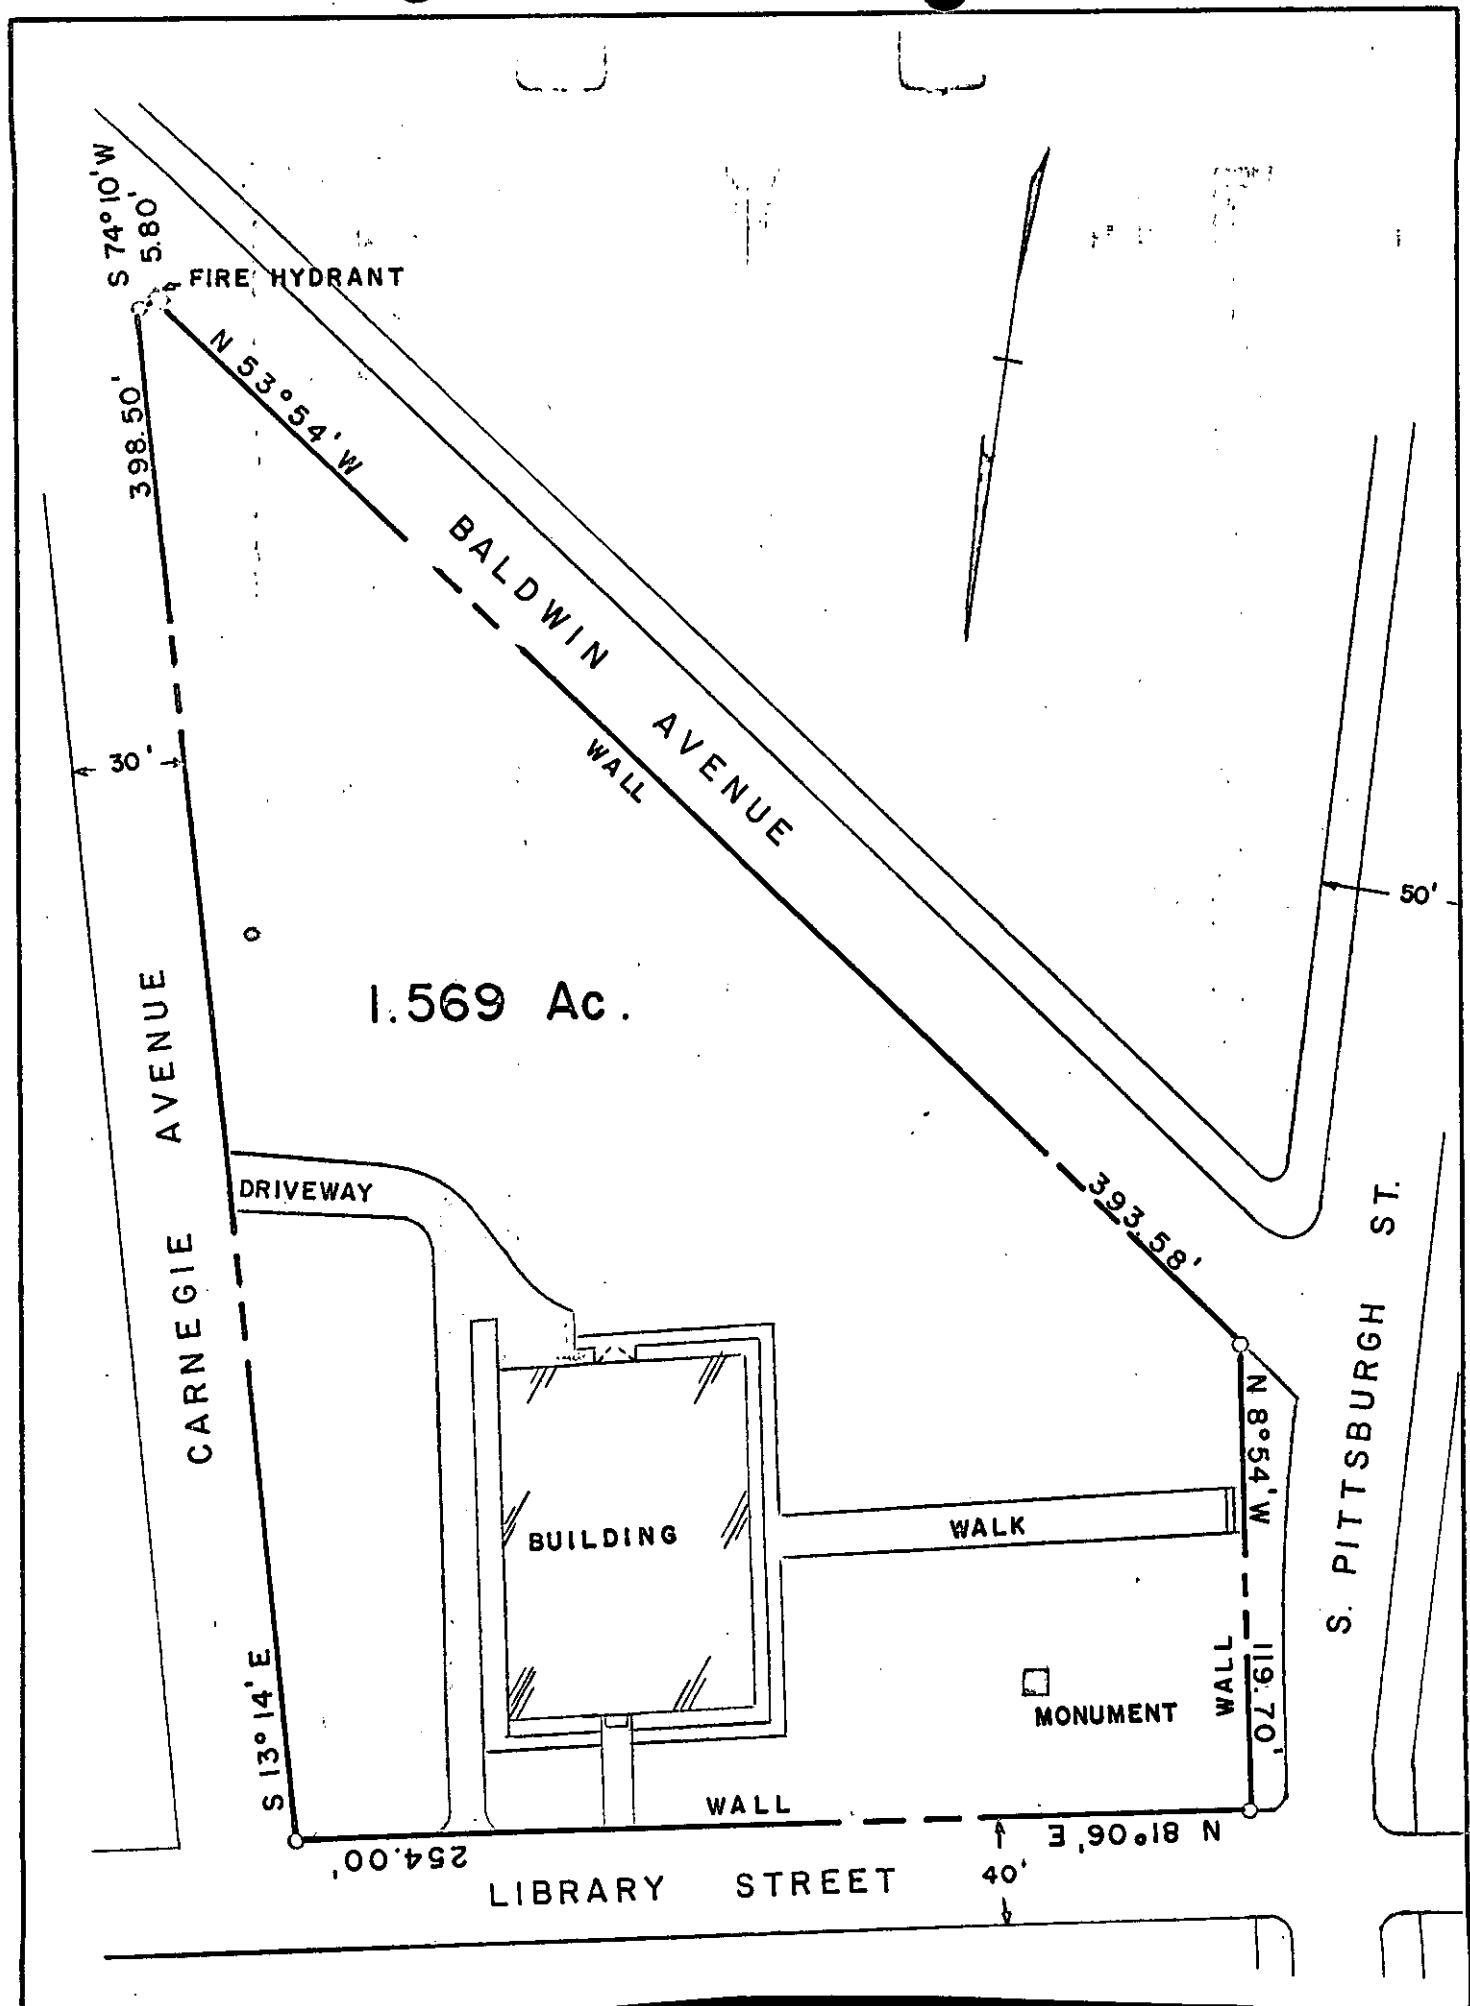 S 74°10'W
5.80'
FIRE HYDRANT
N 53°54'W
398.50'
BALDWIN AVENUE
WALL
30'
50'
1.569 Ac.
CARNEGIE AVENUE
DRIVEWAY
393.58'
S. PITTSBURGH ST.
N 8°54'W
BUILDING
WALK
S 13°14'E
WALL
119.70'
MONUMENT
WALL
254.00'
N 81°06'E
LIBRARY STREET
40'